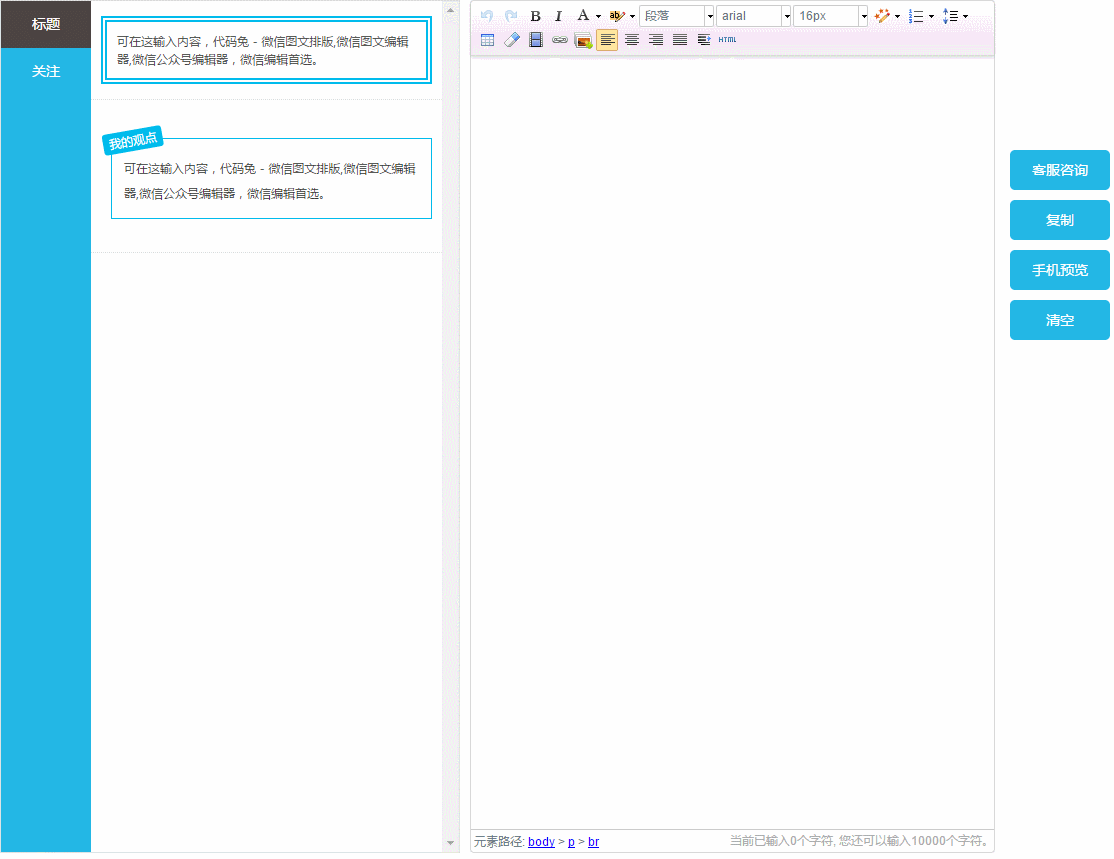 标题
关注
可在这输入内容，代码兔 - 微信图文排版,微信图文编辑
器,微信公众号编辑器，微信编辑首选。
我的观点
可在这输入内容，代码兔 - 微信图文排版,微信图文编辑
器,微信公众号编辑器，微信编辑首选。
B I A ab 段落 arial 16px
HTML
元素路径: body > p > br
当前已输入0个字符, 您还可以输入10000个字符。
客服咨询
复制
手机预览
清空